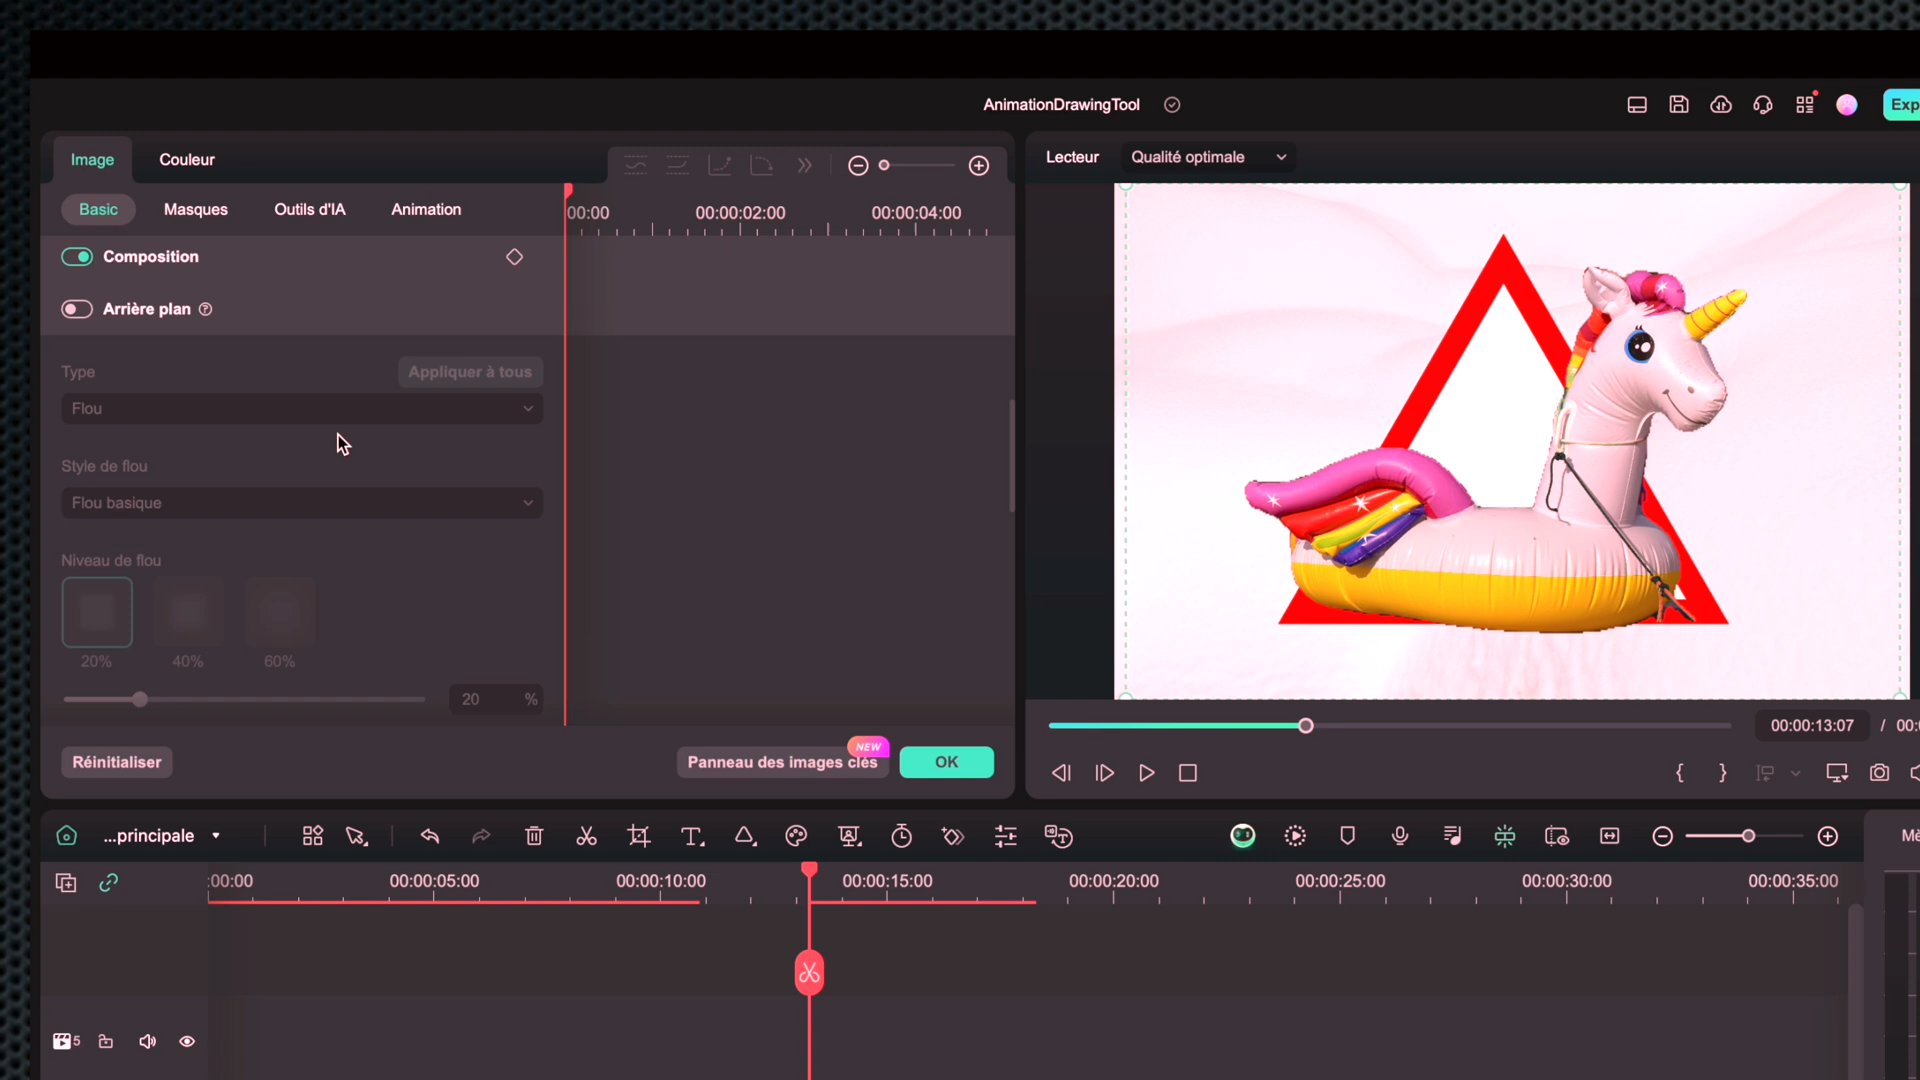 AnimationDrawingTool
Exp
Image
Couleur
Lecteur
Qualité optimale
Basic
Masques
Outils d'IA
Animation
00:00
00:00:02:00
00:00:04:00
Composition
Arrière plan
Type
Appliquer à tous
Flou
Style de flou
Flou basique
Niveau de flou
20%
40%
60%
20 %
00:00:13:07 / 00:
Réinitialiser
Panneau des images clés
NEW
OK
...principale
Mè
:00:00
00:00:05:00
00:00:10:00
00:00:15:00
00:00:20:00
00:00:25:00
00:00:30:00
00:00:35:00
5